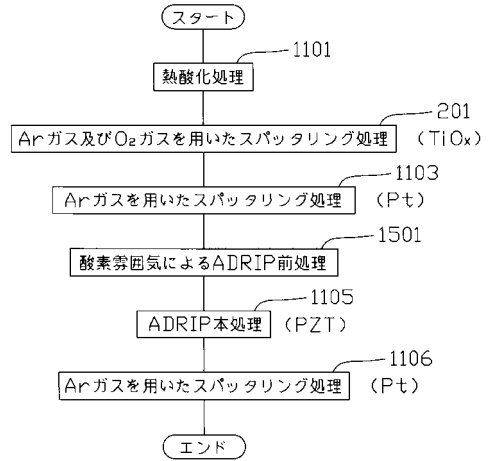 スタート
1101
熱酸化処理
201
Arガス及びO₂ガスを用いたスパッタリング処理 (TiOx)
1103
Arガスを用いたスパッタリング処理 (Pt)
1501
酸素雰囲気によるADRIP前処理
1105
ADRIP本処理 (PZT)
1106
Arガスを用いたスパッタリング処理 (Pt)
エンド